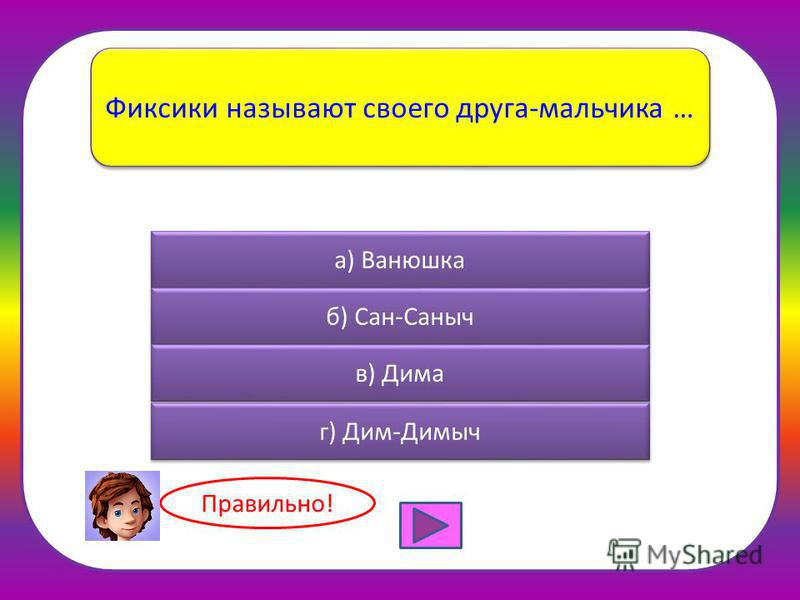 Фиксики называют своего друга-мальчика ...
а) Ванюшка
б) Сан-Саныч
в) Дима
г) Дим-Димыч
Правильно!
MyShared